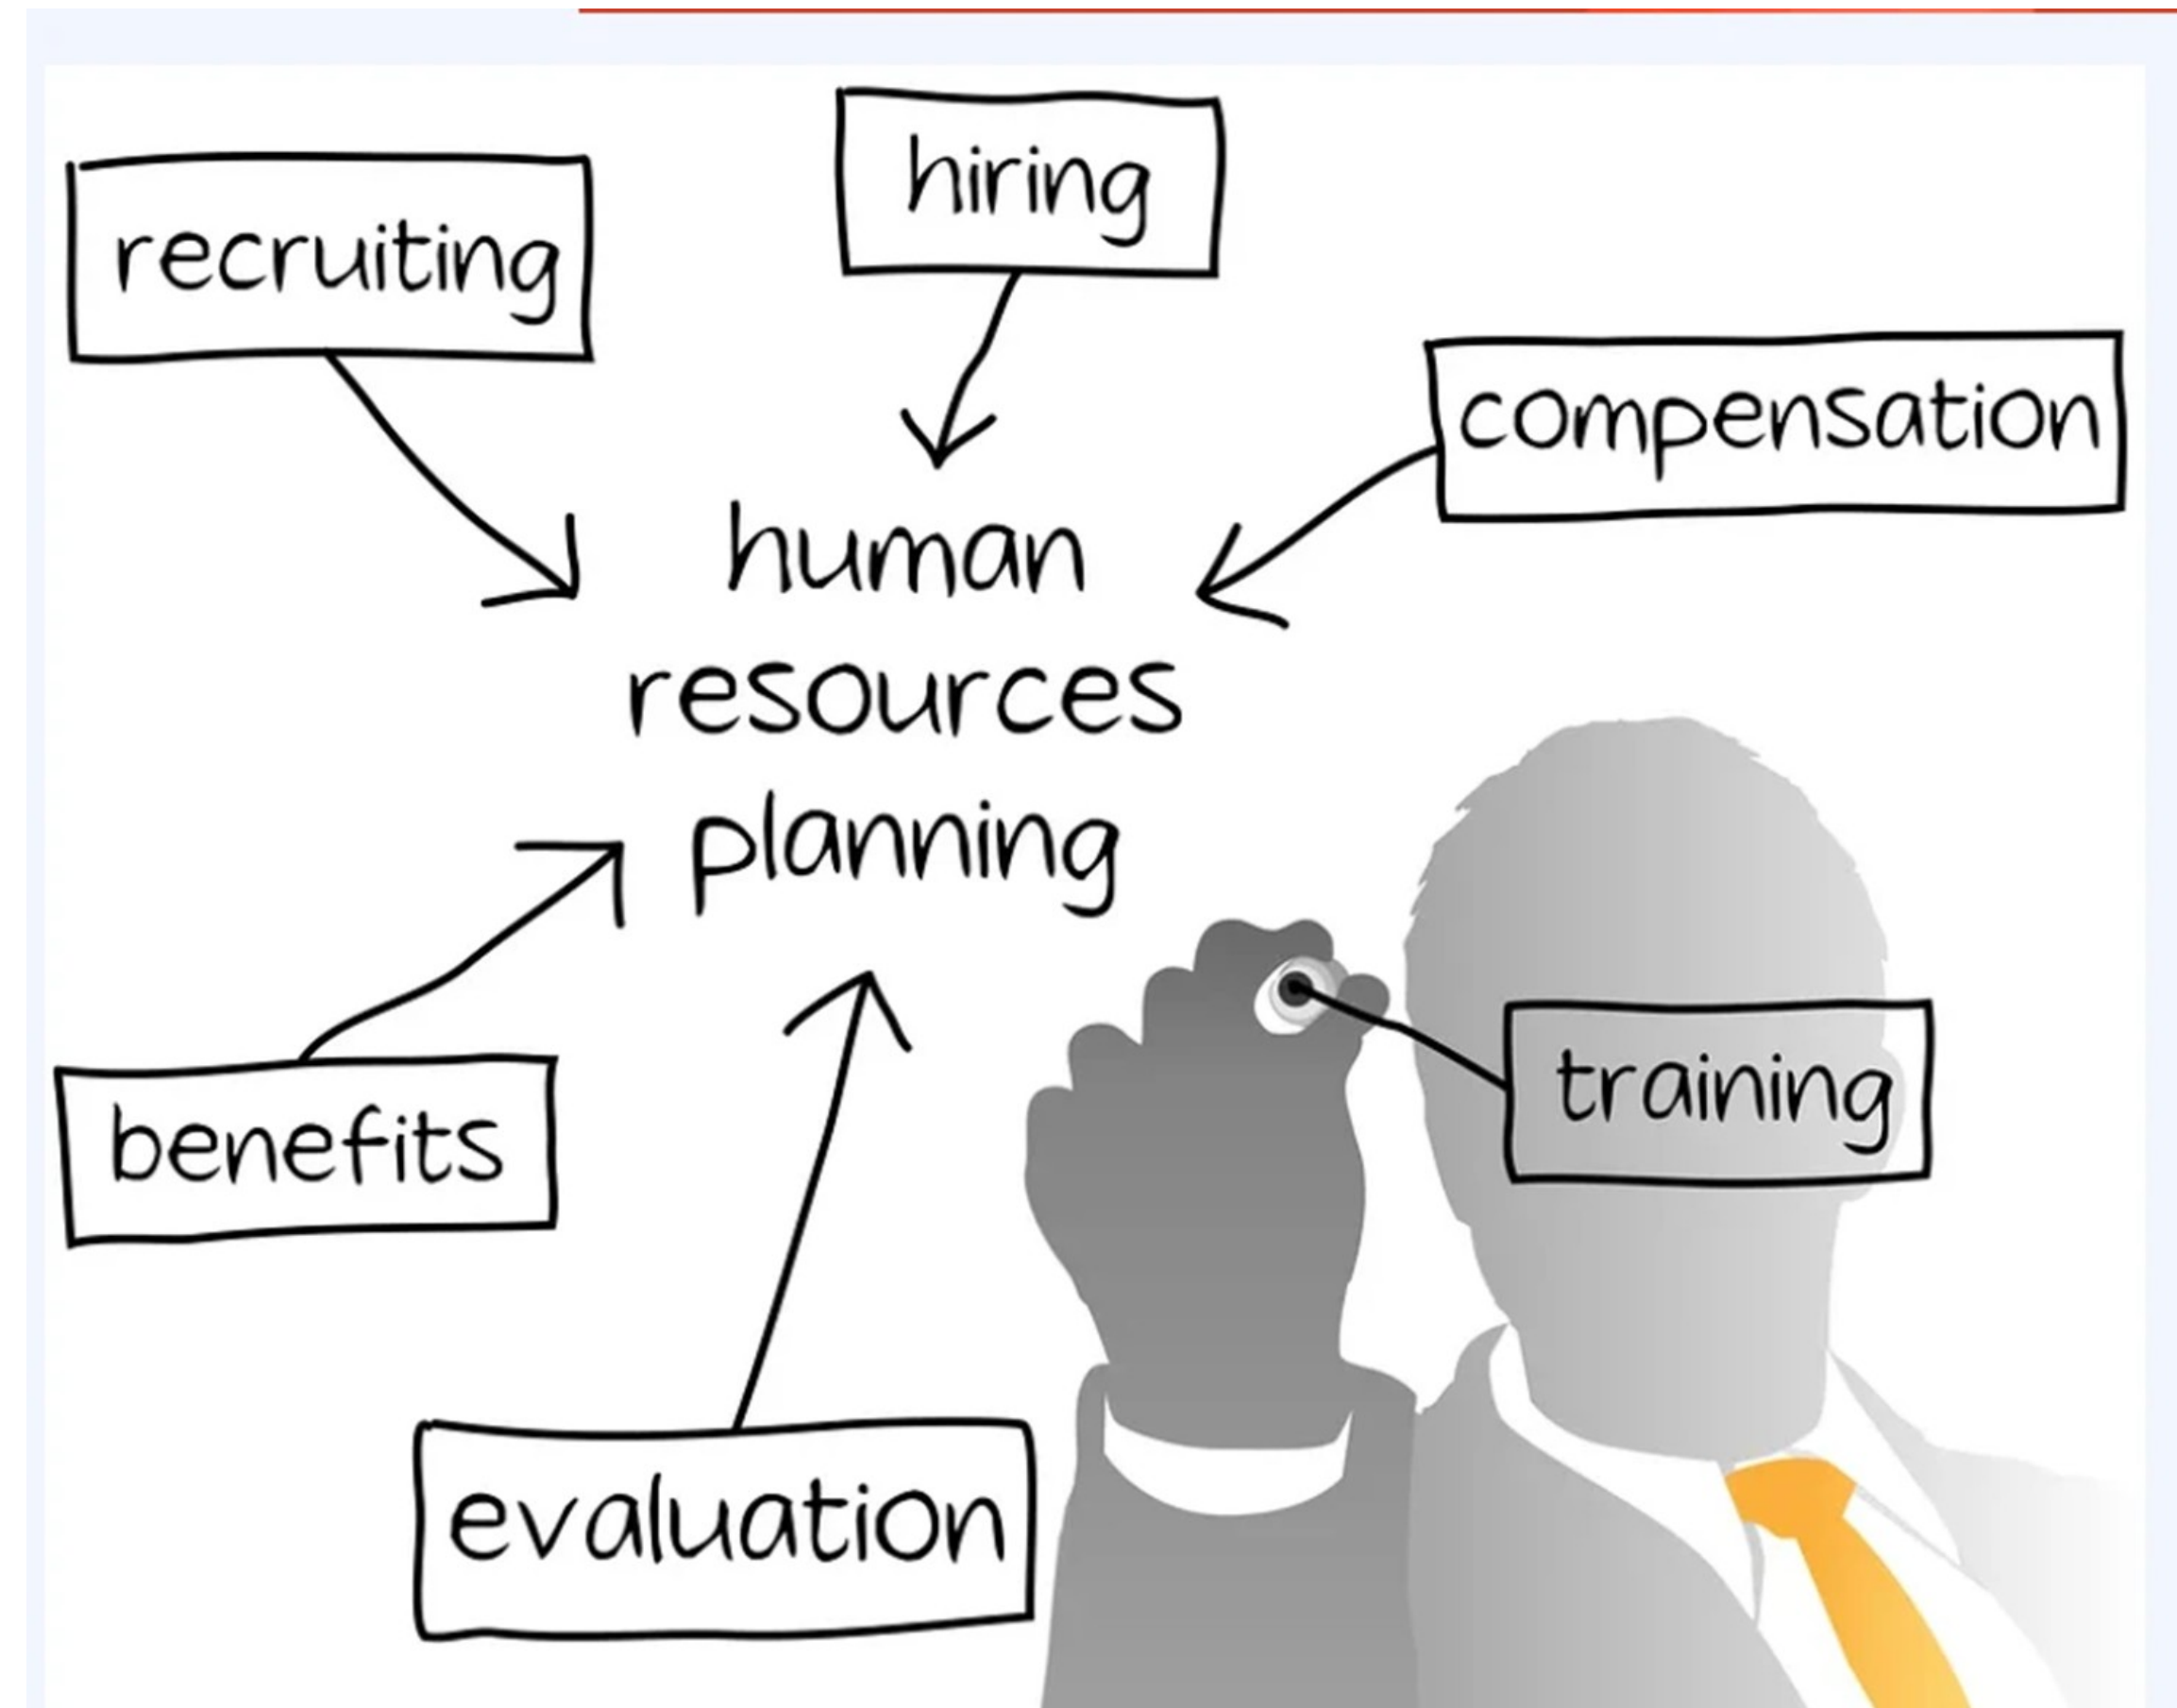 hiring
recruiting
compensation
human
resources
planning
benefits
training
evaluation